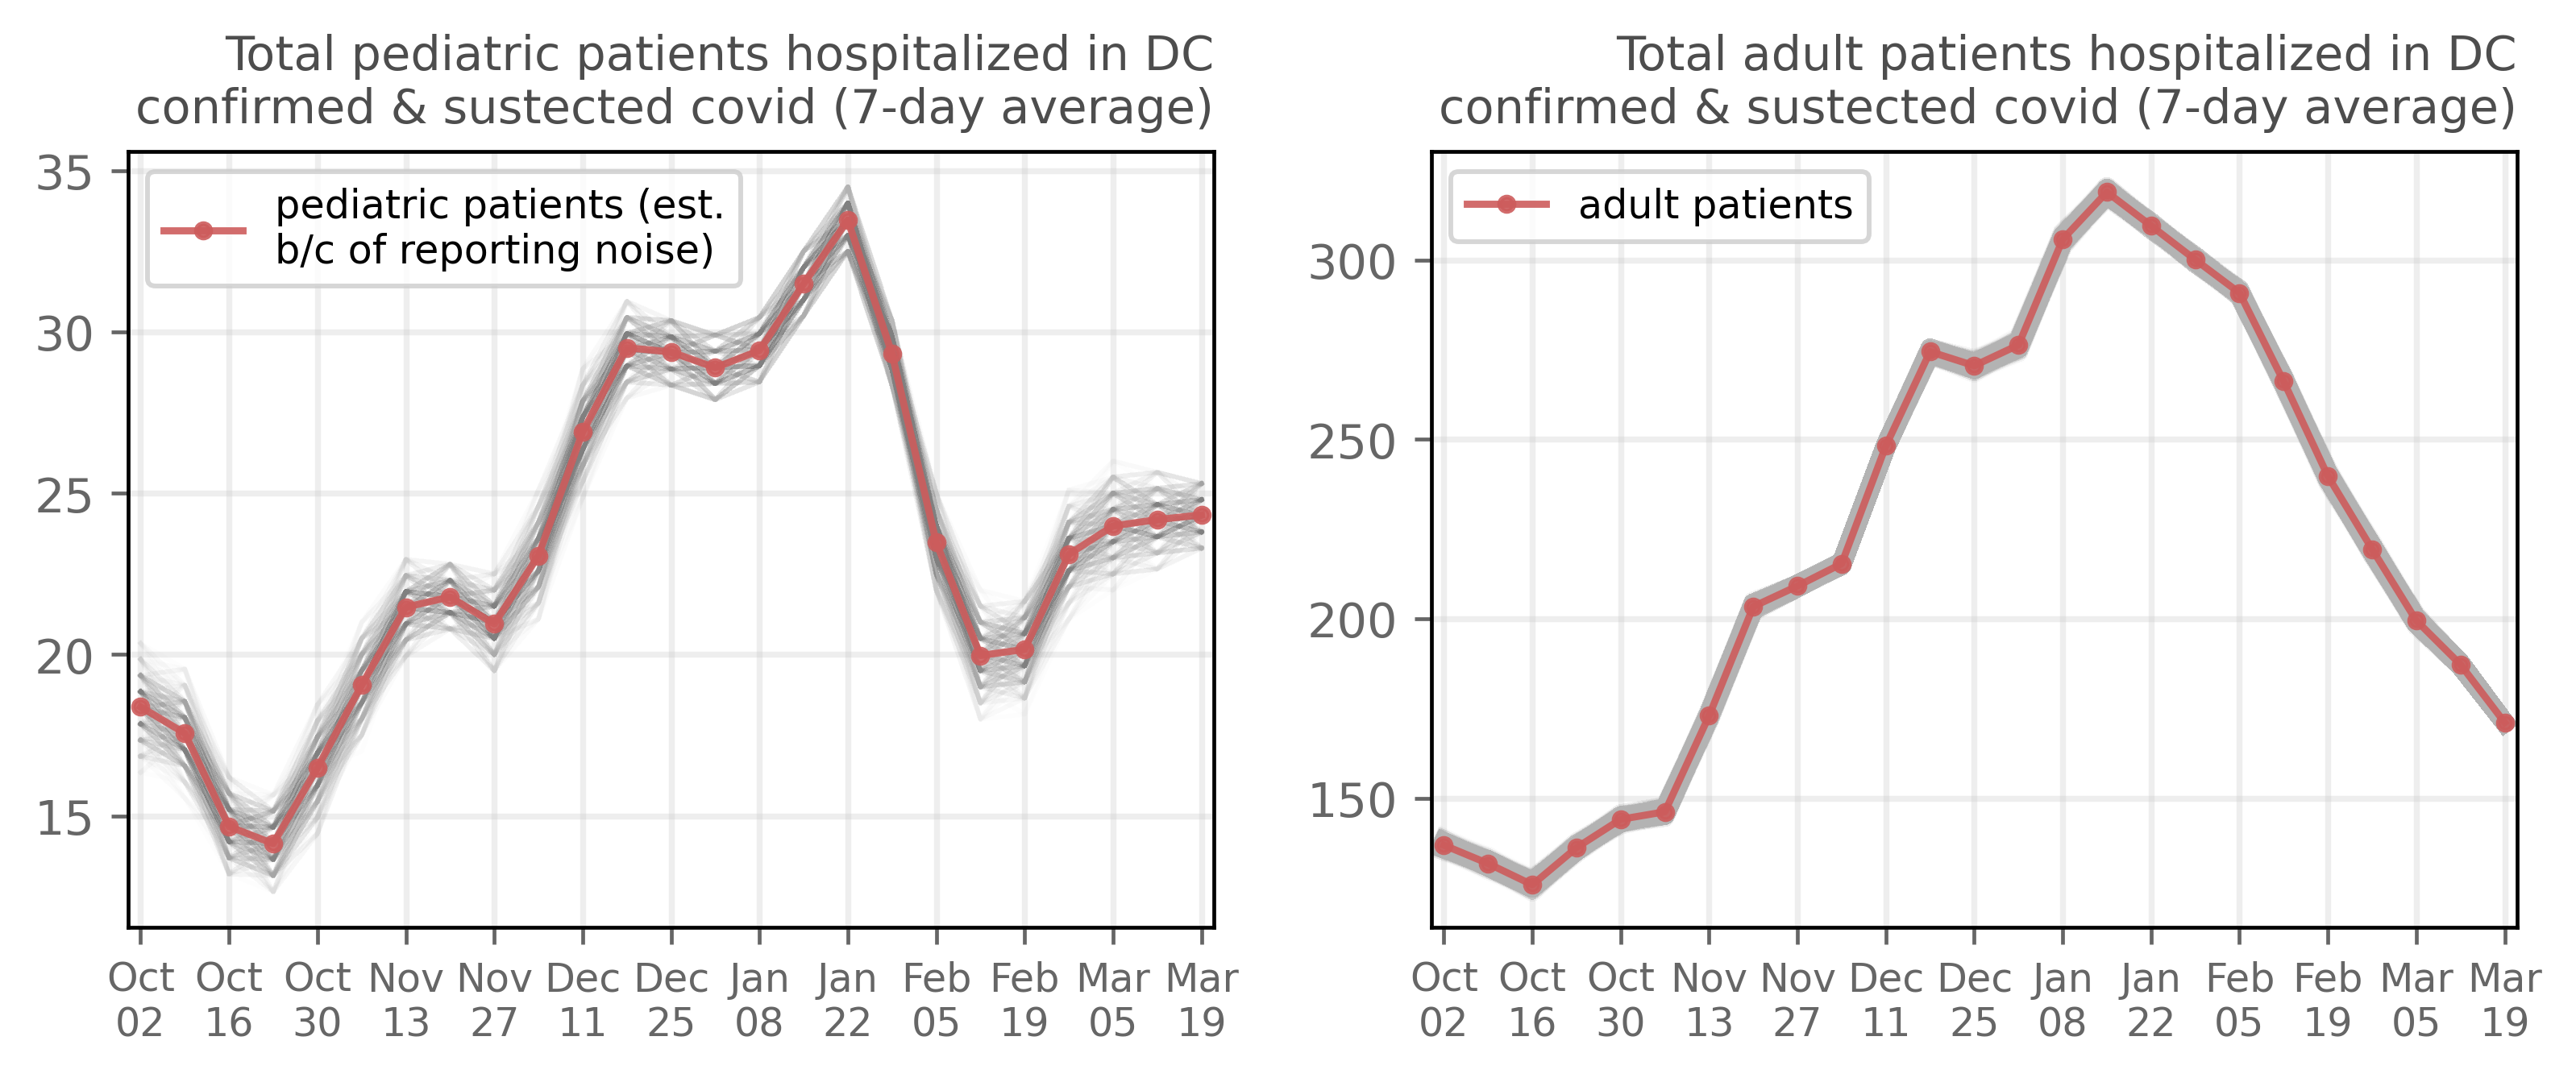 Total pediatric patients hospitalized in DC
confirmed & sustected covid (7-day average)
pediatric patients (est.
b/c of reporting noise)
35
30
25
20
15
Oct Oct Oct Nov Nov Dec Dec Jan Jan Feb Feb Mar Mar
02 16 30 13 27 11 25 08 22 05 19 05 19
Total adult patients hospitalized in DC
confirmed & sustected covid (7-day average)
adult patients
300
250
200
150
Oct Oct Oct Nov Nov Dec Dec Jan Jan Feb Feb Mar Mar
02 16 30 13 27 11 25 08 22 05 19 05 19